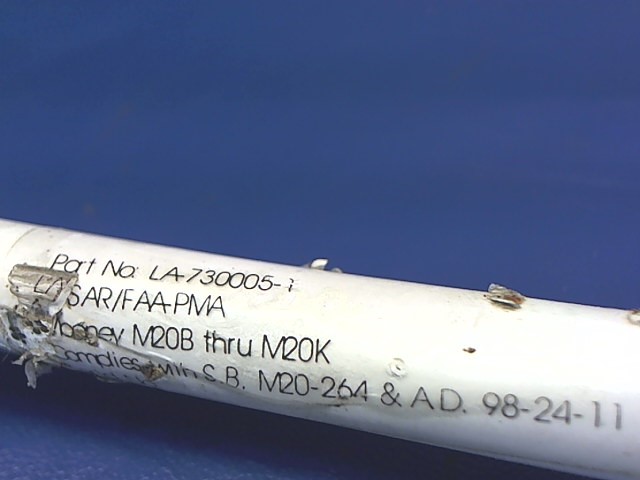 Part No: LA-730005-1
LASAR/FAA-PMA
Mooney M20B thru M20K
Complies with S.B. M20-264 & A.D. 98-24-11